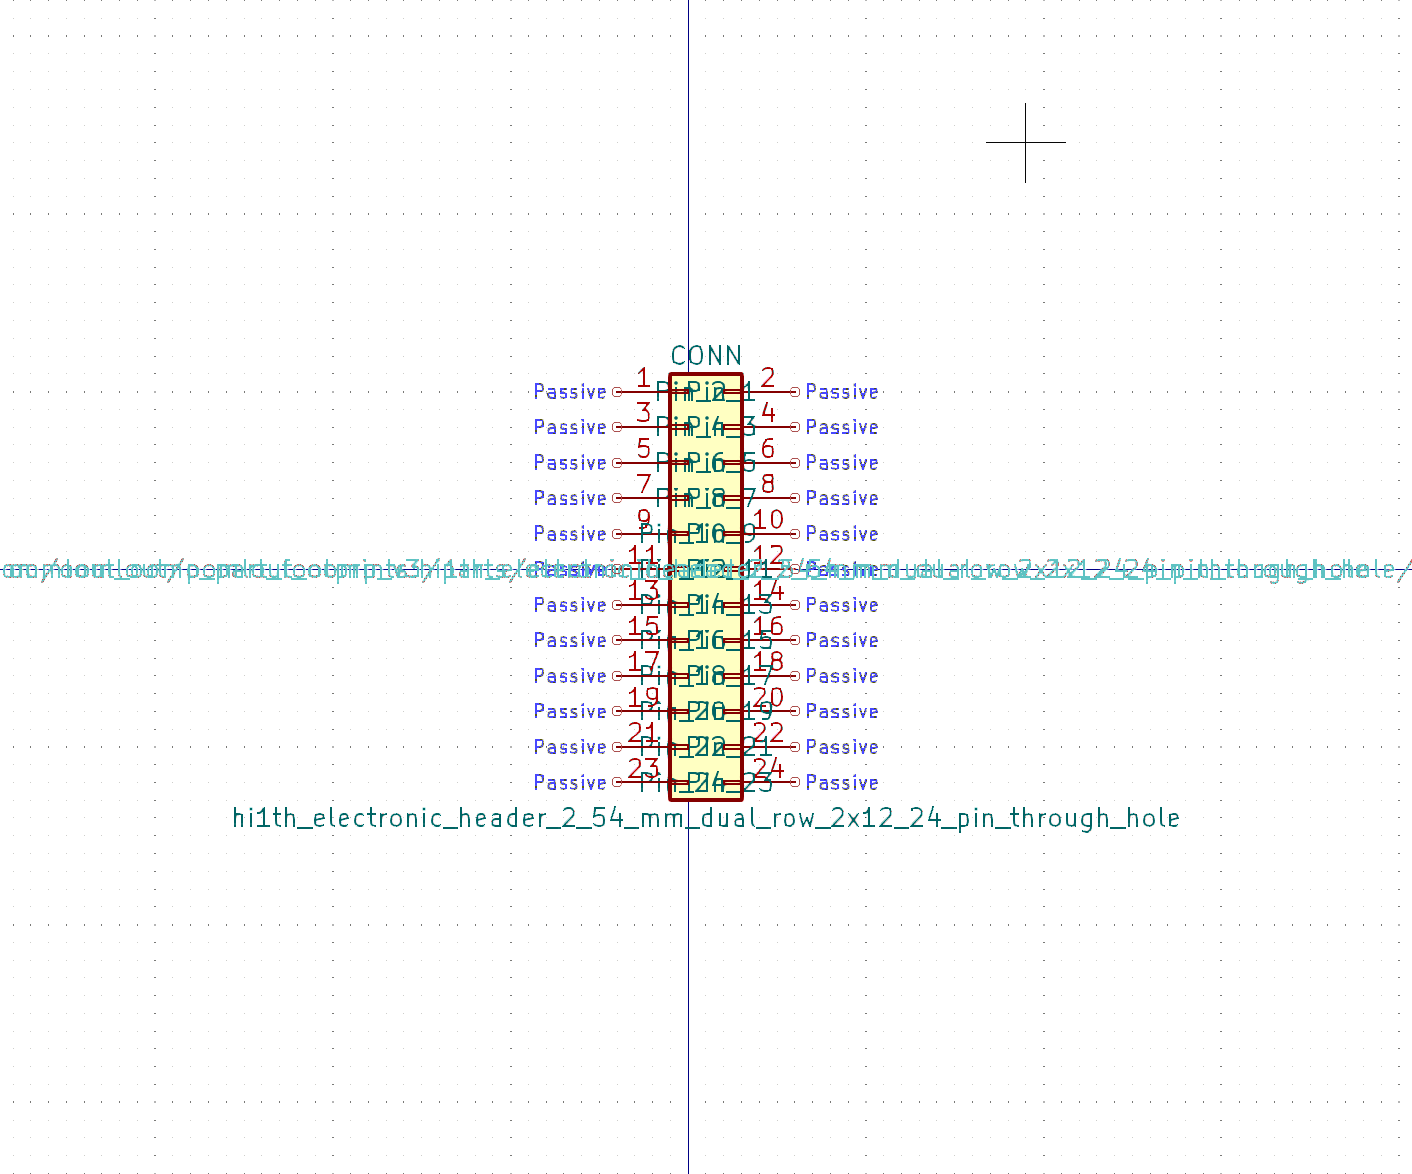 CONN
Passive 1 Pin_1 Pin_2 2 Passive
Passive 3 Pin_3 Pin_4 4 Passive
Passive 5 Pin_5 Pin_6 6 Passive
Passive 7 Pin_7 Pin_8 8 Passive
Passive 9 Pin_9 Pin_10 10 Passive
Passive 11 12 Passive
Passive 13 Pin_13 Pin_14 14 Passive
Passive 15 Pin_15 Pin_16 16 Passive
Passive 17 Pin_17 Pin_18 18 Passive
Passive 19 Pin_19 Pin_20 20 Passive
Passive 21 Pin_21 Pin_22 22 Passive
Passive 23 Pin_23 Pin_24 24 Passive
hi1th_electronic_header_2_54_mm_dual_row_2x12_24_pin_through_hole